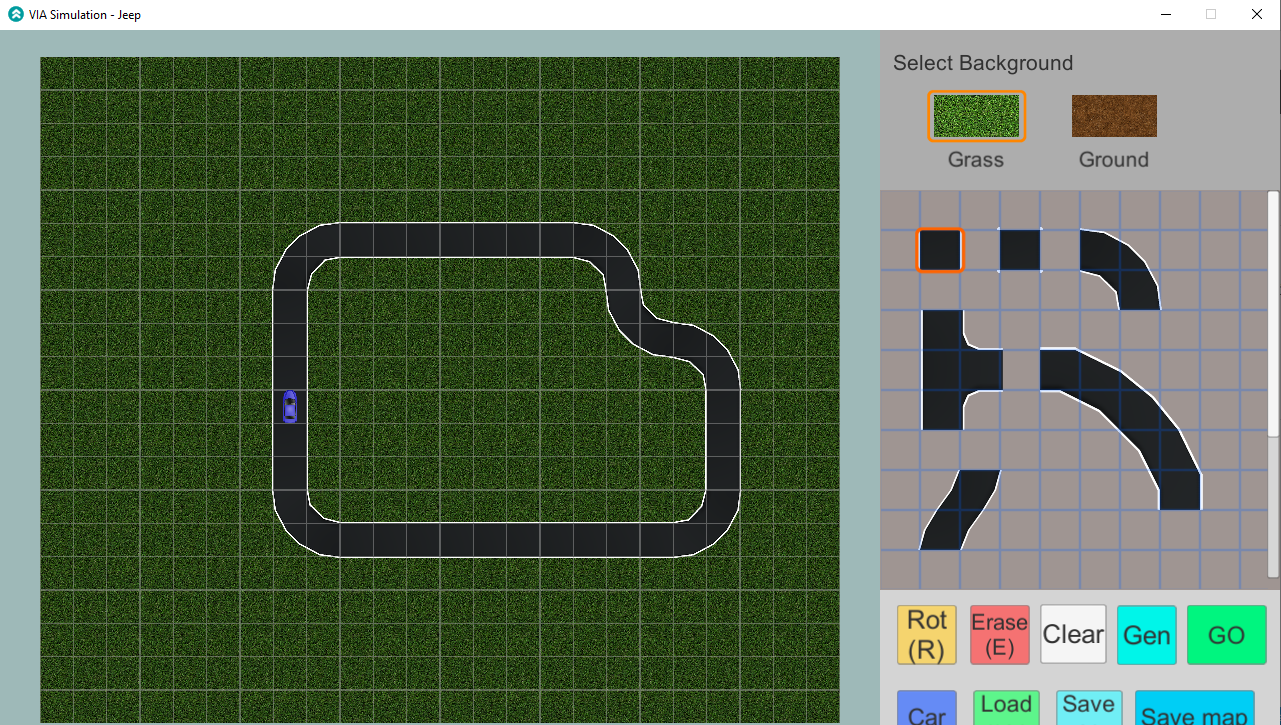 VIA Simulation - Jeep
Select Background
Grass
Ground
Rot
(R)
Erase
(E)
Clear
Gen
GO
Car
Load
Save
Save map